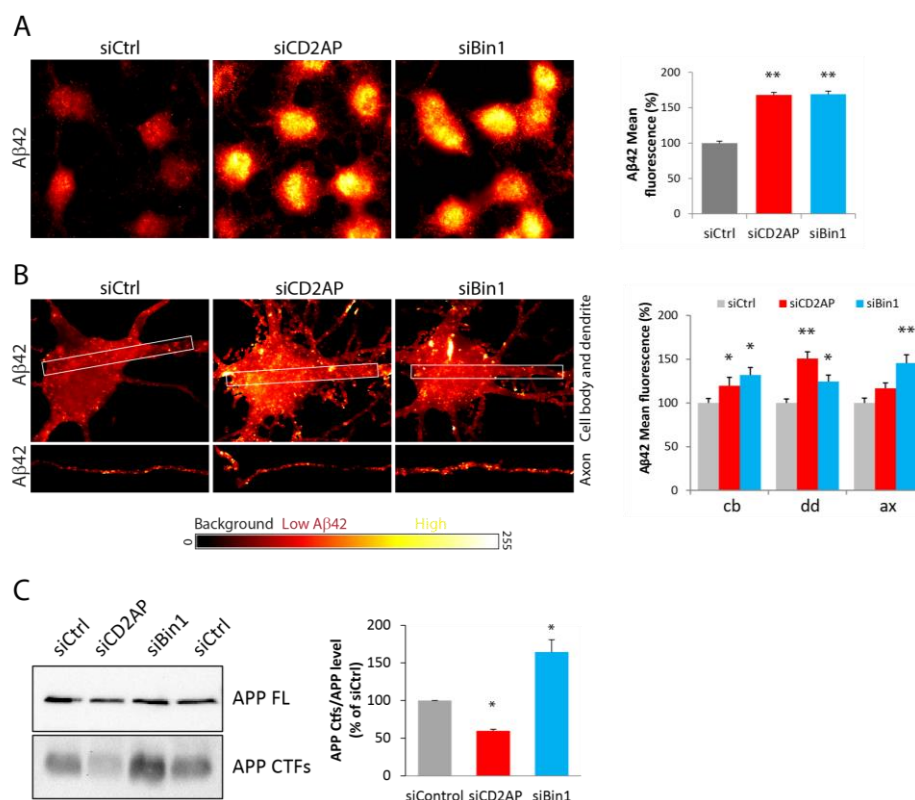 A
siCtrl
siCD2AP
siBin1
Aβ42
Aβ42 Mean
fluorescence (%)
200
150
100
50
0
**
**
siCtrl
siCD2AP
siBin1
B
siCtrl
siCD2AP
siBin1
Aβ42
Cell body and dendrite
Aβ42
Axon
Background
Low Aβ42
High
0
255
Aβ42 Mean fluorescence (%)
200
150
100
50
0
siCtrl
siCD2AP
siBin1
*
*
**
*
**
cb
dd
ax
C
siCtrl
siCD2AP
siBin1
siCtrl
APP FL
APP CTFs
APP Ctfs/APP level
(% of siCtrl)
200
150
100
50
0
*
*
siControl
siCD2AP
siBin1